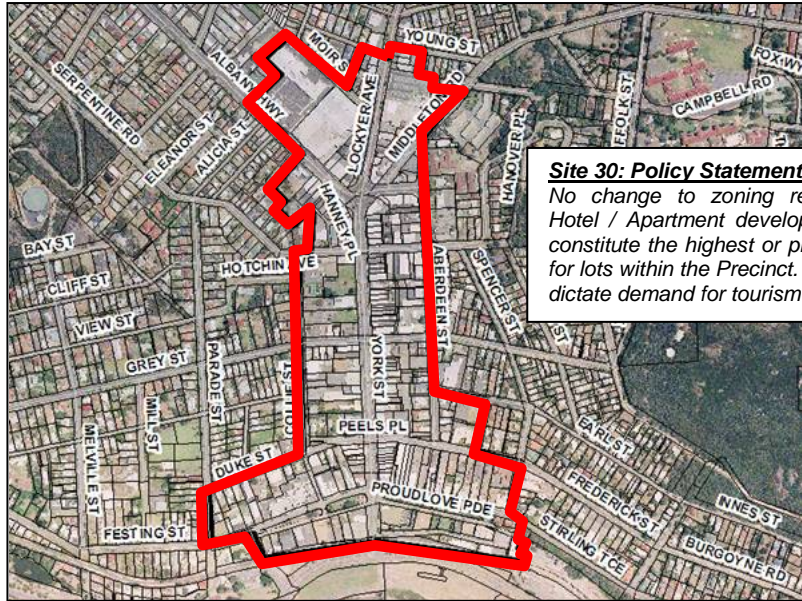 MOIR S
YOUNG ST
FOX WY
CAMPBELL RD
ALBANY HWY
SERPENTINE RD
LOCKYER AVE
MIDDLETON RD
FFOLK ST
HANOVER PL
ELEANOR ST
ALICIA ST
HANNEY PL
Site 30: Policy Statement
No change to zoning re
Hotel / Apartment develop
constitute the highest or p
for lots within the Precinct.
dictate demand for tourism
BAY ST
HOTCHIN AVE
CLIFF ST
VIEW ST
GREY ST
PARADE ST
YORK ST
ABERDEEN ST
SPENCER ST
ST
MILL ST
MELVILLE ST
PEELS PL
DUKE ST
EARL ST
PROUDLOVE PDE
FREDERICK ST
INNES ST
FESTING ST
STIRLING TCE
BURGOYNE RD